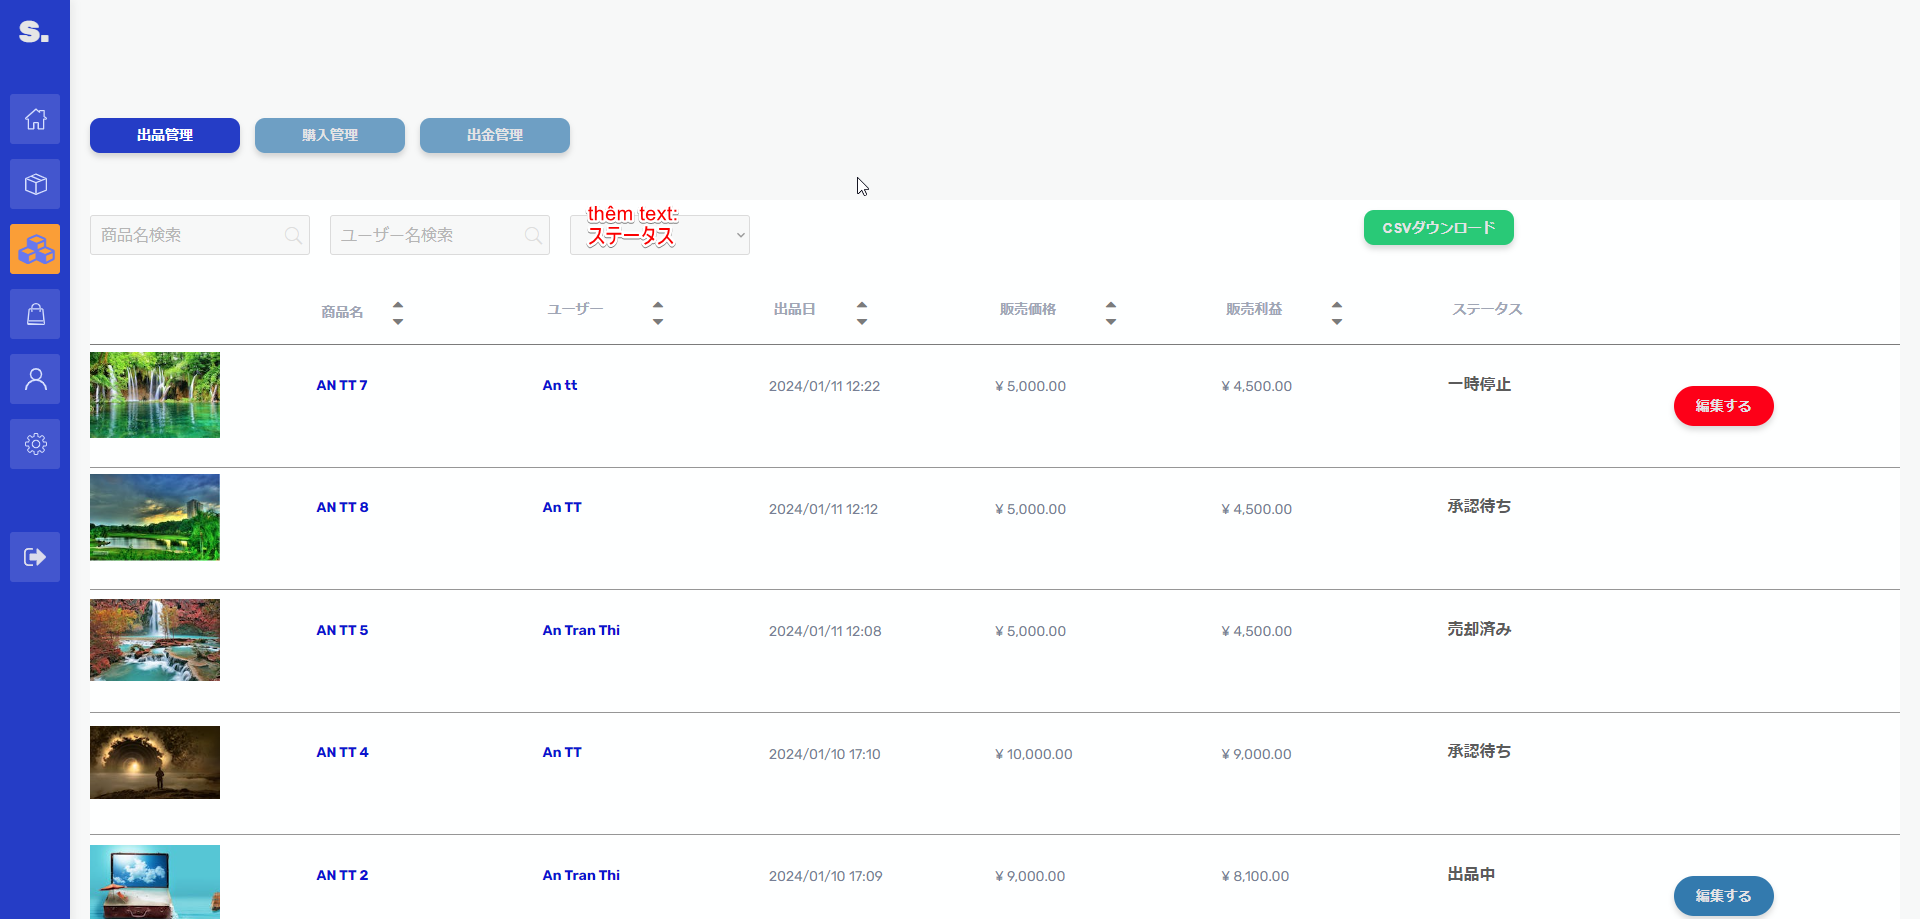 S.
出品管理
購入管理
出金管理
商品名検索
ユーザー名検索
thêm text:
ステータス
CSVダウンロード
商品名
ユーザー
出品日
販売価格
販売利益
ステータス
AN TT 7
An tt
2024/01/11 12:22
¥ 5,000.00
¥ 4,500.00
一時停止
編集する
AN TT 8
An TT
2024/01/11 12:12
¥ 5,000.00
¥ 4,500.00
承認待ち
AN TT 5
An Tran Thi
2024/01/11 12:08
¥ 5,000.00
¥ 4,500.00
売却済み
AN TT 4
An TT
2024/01/10 17:10
¥ 10,000.00
¥ 9,000.00
承認待ち
AN TT 2
An Tran Thi
2024/01/10 17:09
¥ 9,000.00
¥ 8,100.00
出品中
編集する